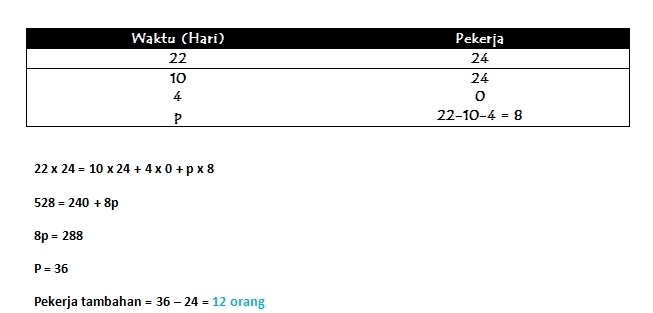 Waktu (Hari) Pekerja
22 24
10 24
4 0
P 22-10-4 = 8
22 x 24 = 10 x 24 + 4 x 0 + p x 8
528 = 240 + 8p
8p = 288
P = 36
Pekerja tambahan = 36 – 24 = 12 orang